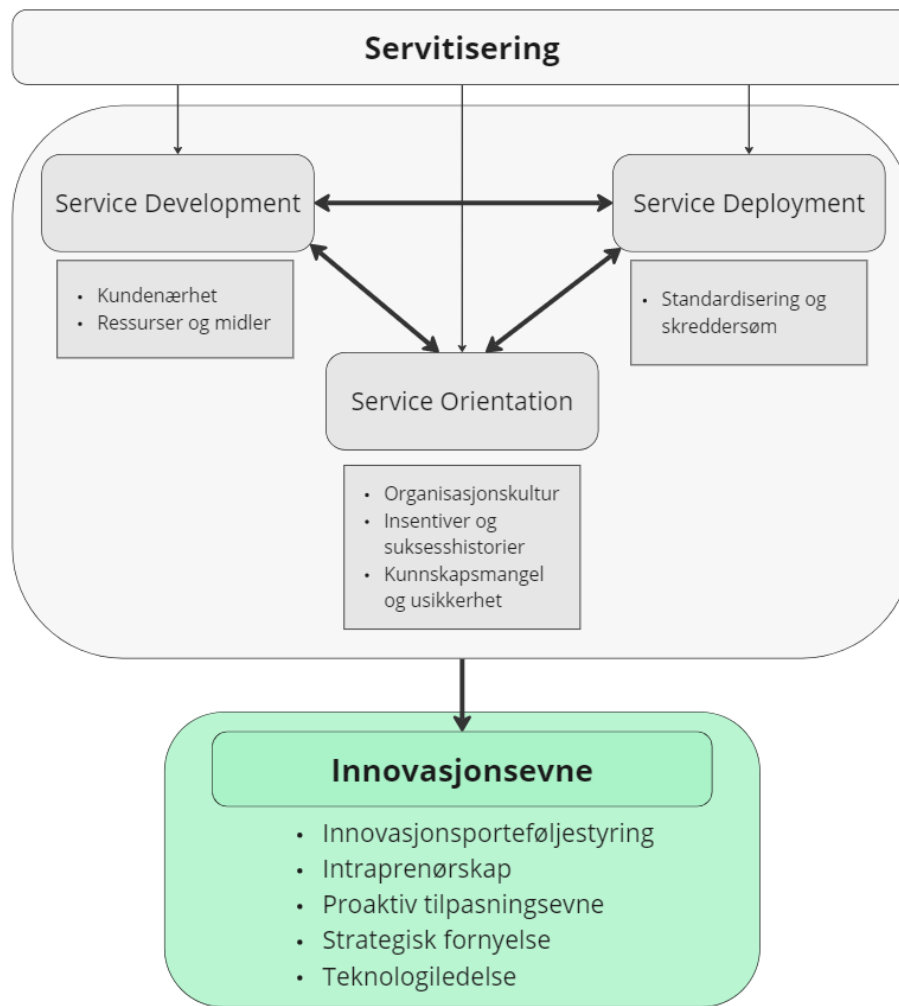 Servitisering
Service Development
Service Deployment
• Kundenærhet
• Ressurser og midler
• Standardisering og
skreddersøm
Service Orientation
• Organisasjonskultur
• Insentiver og
suksesshistorier
• Kunnskapsmangel
og usikkerhet
Innovasjonsevne
• Innovasjonsporteføljestyring
• Intraprenørskap
• Proaktiv tilpasningsevne
• Strategisk fornyelse
• Teknologiledelse